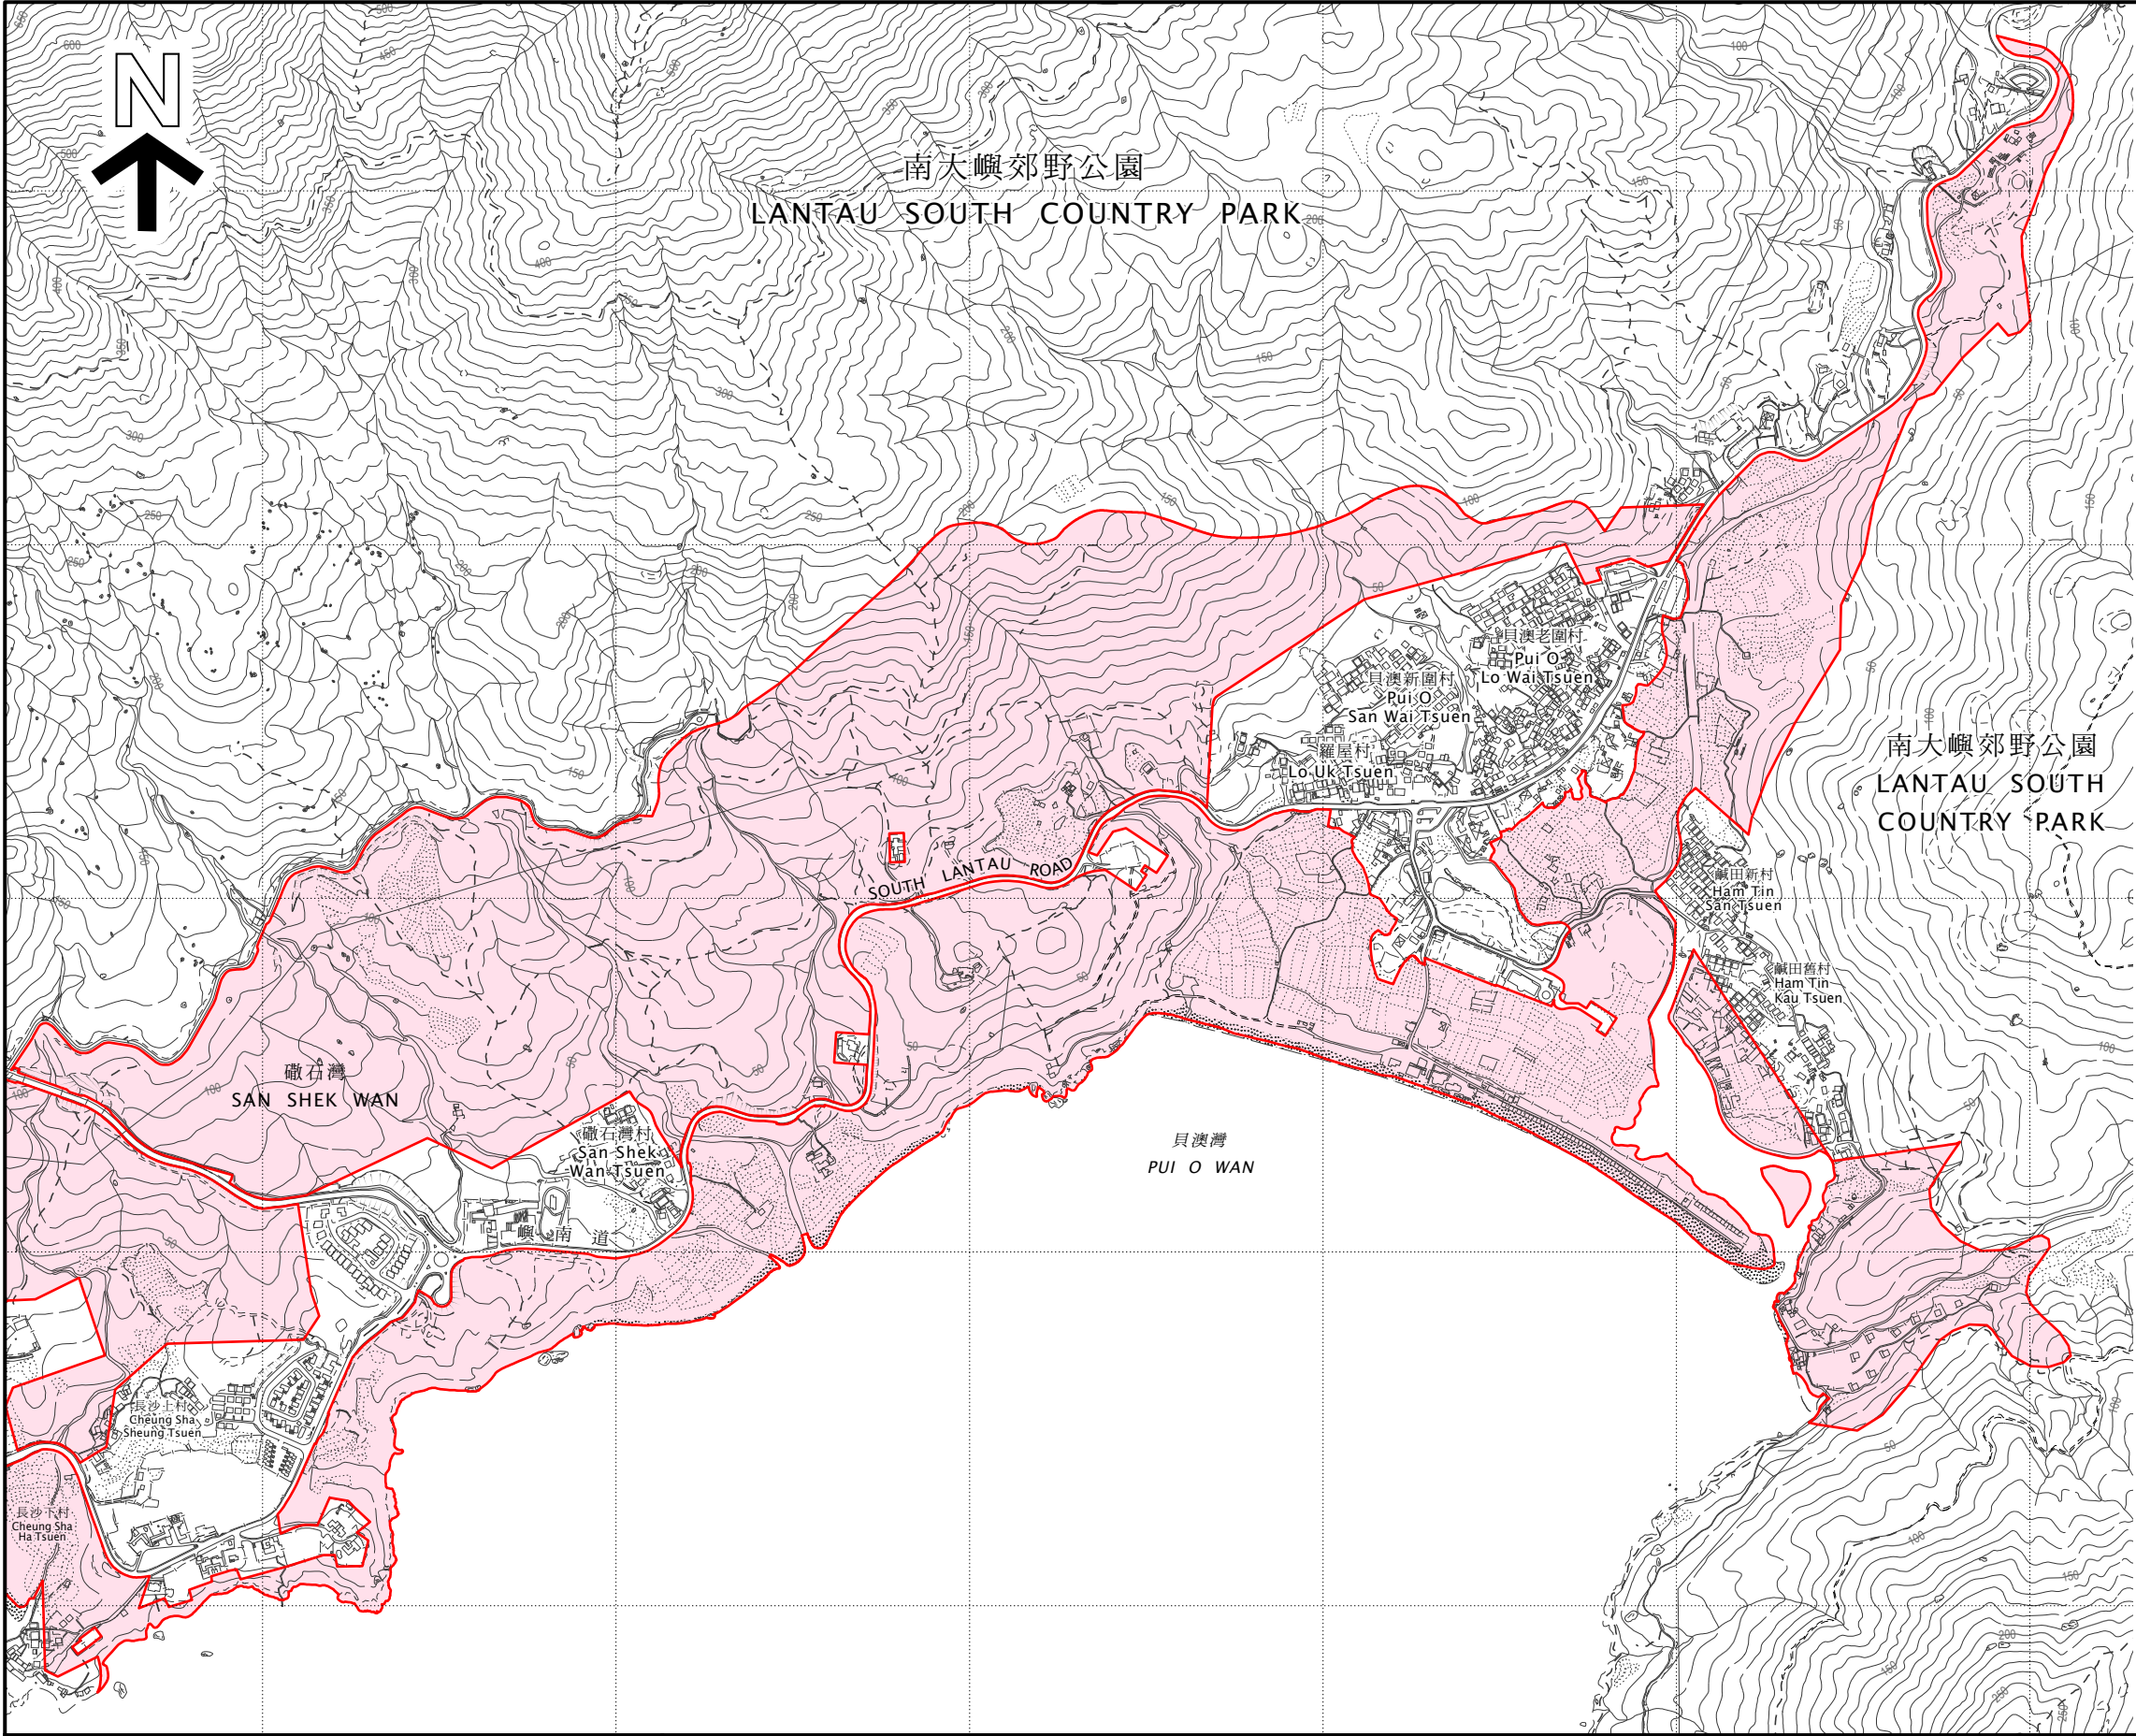 N
南大嶼郊野公園
LANTAU SOUTH COUNTRY PARK
貝澳老圍村
Pui O
Lo Wai Tsuen
貝澳新圍村
Pui O
San Wai Tsuen
羅屋村
Lo Uk Tsuen
南大嶼郊野公園
LANTAU SOUTH
COUNTRY PARK
SOUTH LANTAU ROAD
鹹田新村
Ham Tin
San Tsuen
鹹田舊村
Ham Tin
Kau Tsuen
䃟石灣
SAN SHEK WAN
䃟石灣村
San Shek
Wan Tsuen
貝澳灣
PUI O WAN
嶼南道
長沙上村
Cheung Sha
Sheung Tsuen
長沙下村
Cheung Sha
Ha Tsuen